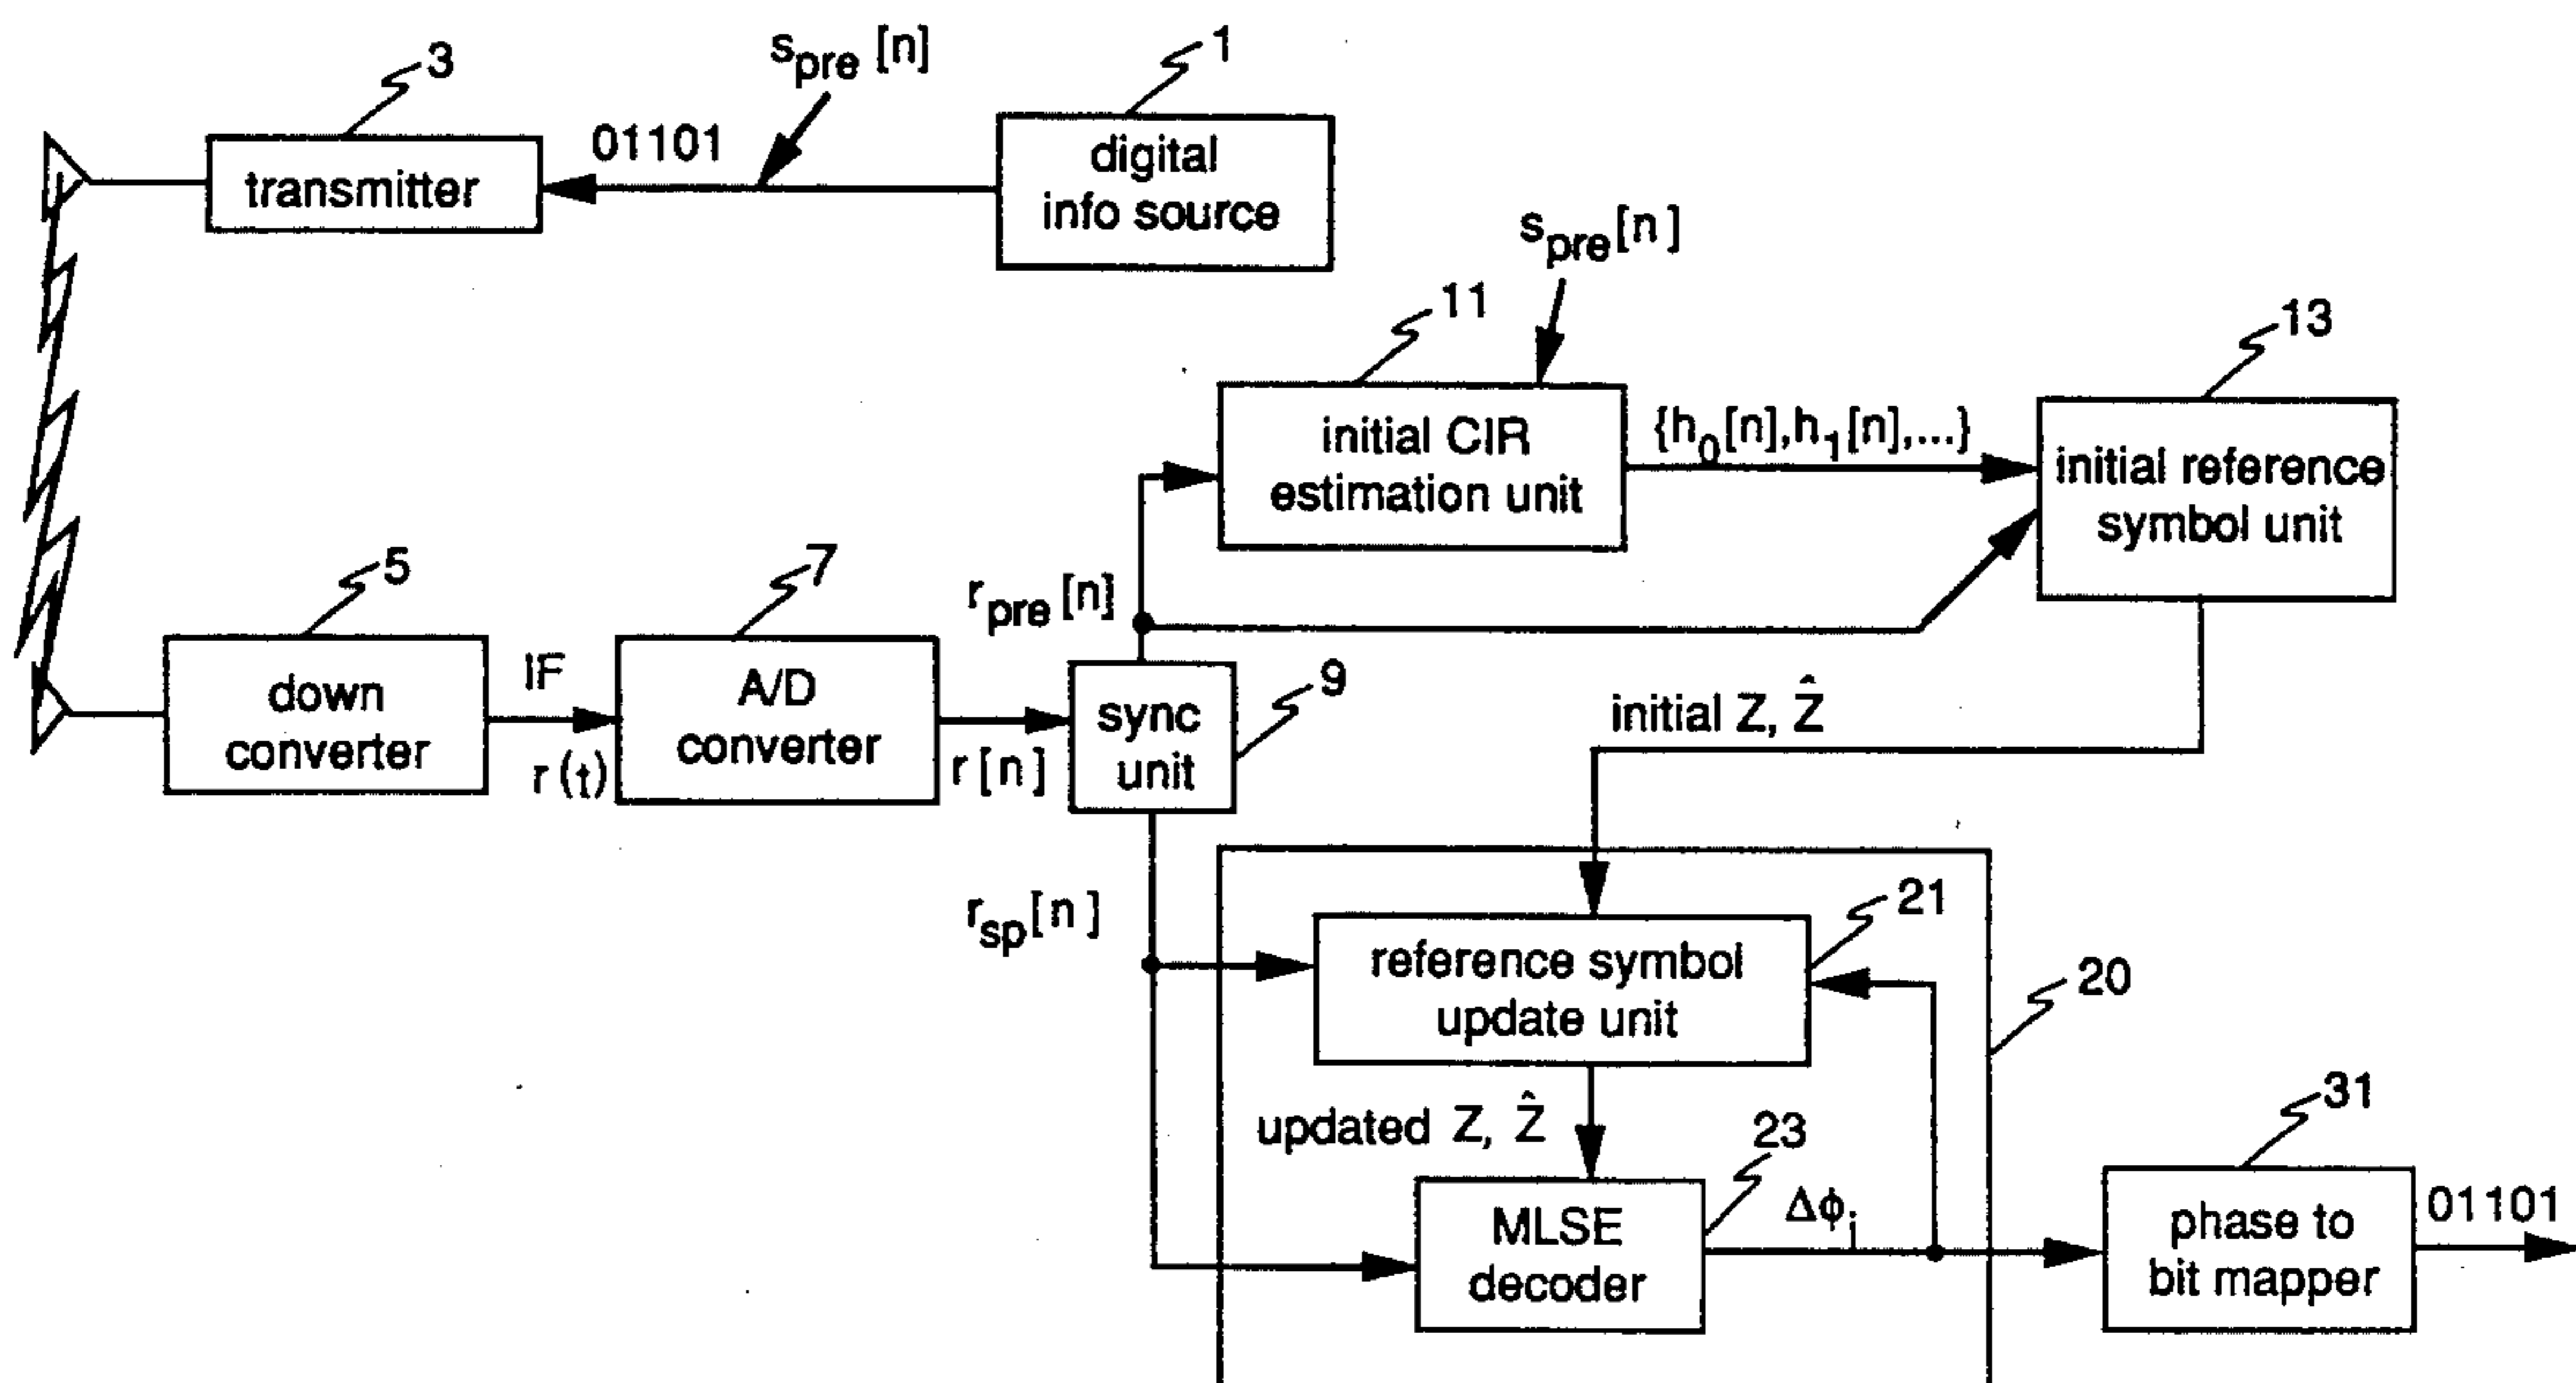 s_pre [n]
3
1
01101
transmitter
digital
info source
s_pre[n]
11
13
initial CIR
estimation unit
{h_0[n],h_1[n],...}
initial reference
symbol unit
5
7
r_pre [n]
down
converter
IF
r(t)
A/D
converter
r[n]
sync
unit
9
initial Z, Ẑ
r_sp[n]
reference symbol
update unit
21
20
updated Z, Ẑ
23
MLSE
decoder
Δϕ_i
31
phase to
bit mapper
01101